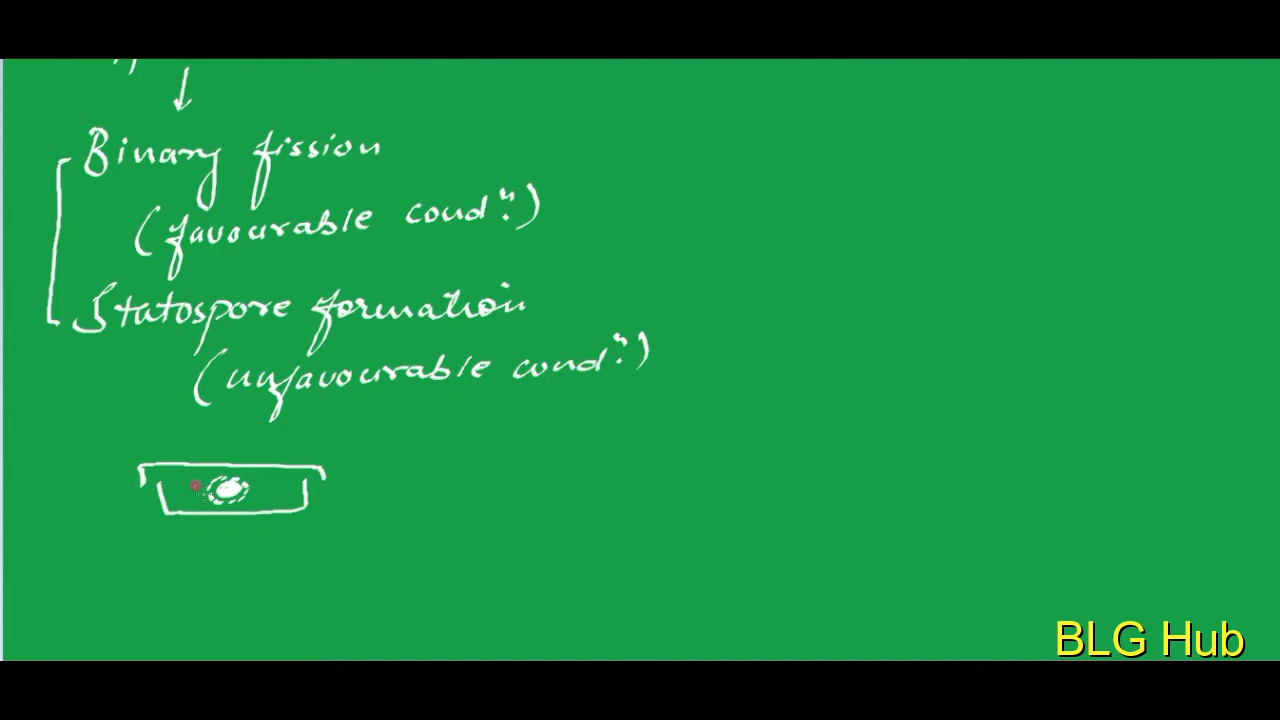 Binary fission
(favourable condⁿ.)
Statospore formation
(unfavourable condⁿ.)
BLG Hub